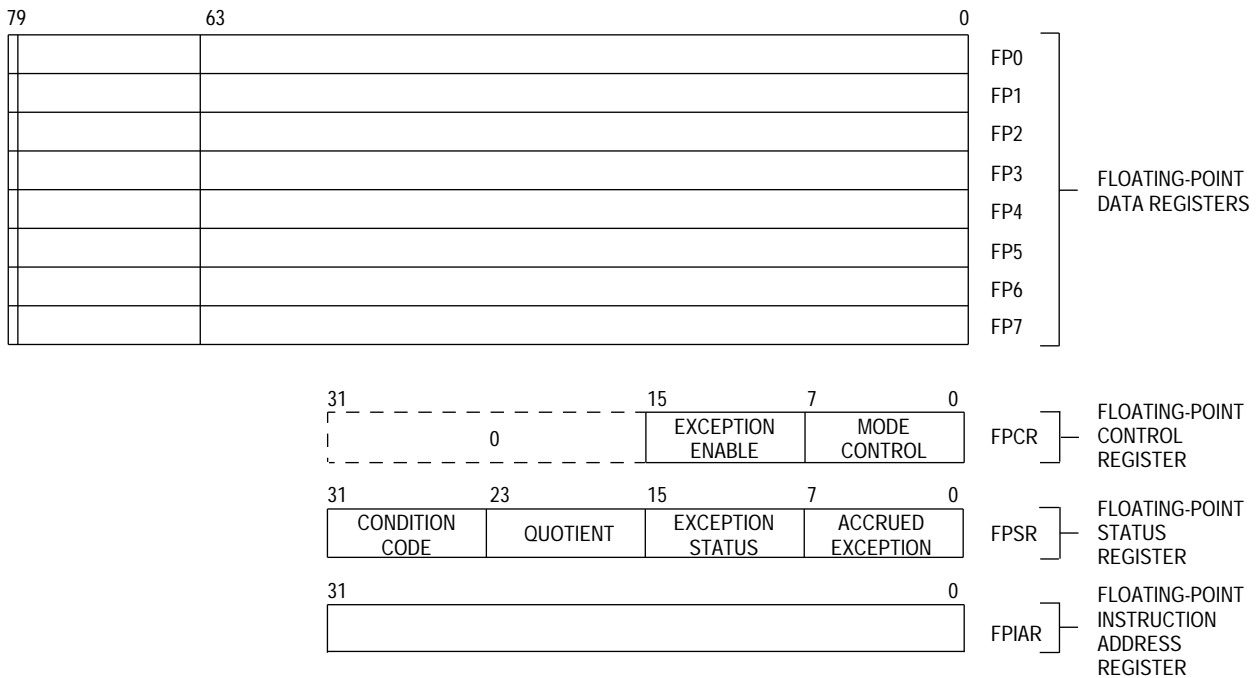 79 63 0
FP0
FP1
FP2
FP3
FP4
FP5
FP6
FP7
FLOATING-POINT
DATA REGISTERS
31 15 7 0
0
EXCEPTION
ENABLE
MODE
CONTROL
FPCR
FLOATING-POINT
CONTROL
REGISTER
31 23 15 7 0
CONDITION
CODE
QUOTIENT
EXCEPTION
STATUS
ACCRUED
EXCEPTION
FPSR
FLOATING-POINT
STATUS
REGISTER
31 0
FPIAR
FLOATING-POINT
INSTRUCTION
ADDRESS
REGISTER